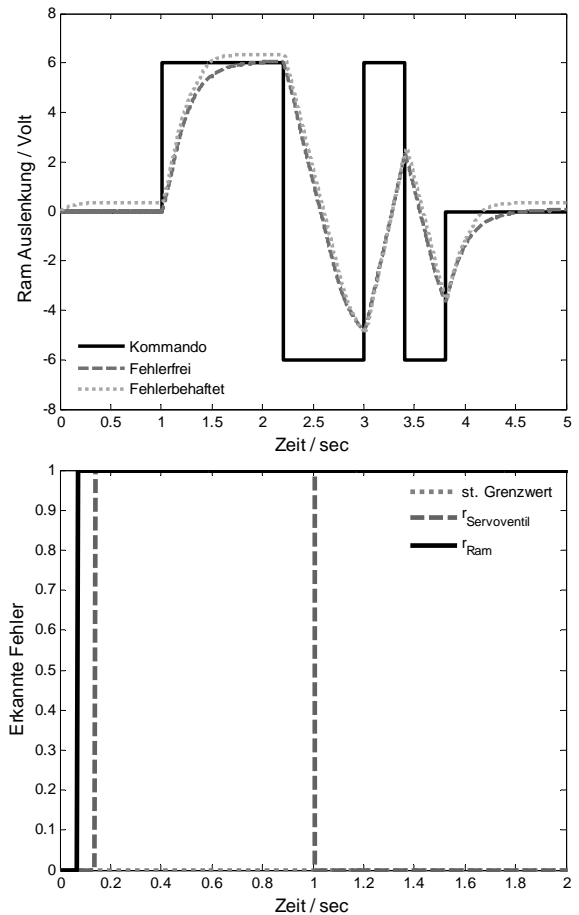 8
6
4
2
0
-2
-4
-6
-8
Ram Auslenkung / Volt
Kommando
Fehlerfrei
Fehlerbehaftet
0 0.5 1 1.5 2 2.5 3 3.5 4 4.5 5
Zeit / sec
1
0.9
0.8
0.7
0.6
0.5
0.4
0.3
0.2
0.1
0
Erkannte Fehler
st. Grenzwert
r_Servoventil
r_Ram
0 0.2 0.4 0.6 0.8 1 1.2 1.4 1.6 1.8 2
Zeit / sec